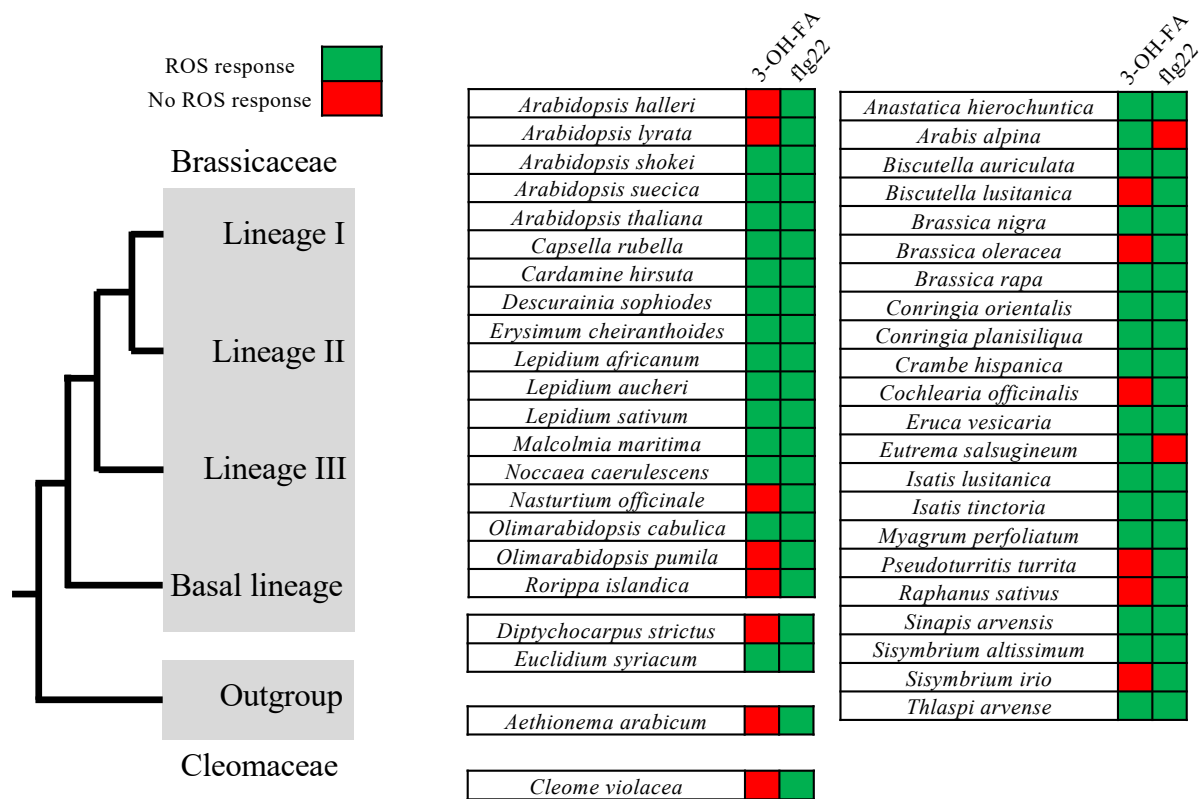 ROS response
No ROS response
Brassicaceae
Lineage I
Lineage II
Lineage III
Basal lineage
Outgroup
Cleomaceae
3-OH-FA
flg22
Arabidopsis halleri
Arabidopsis lyrata
Arabidopsis shokei
Arabidopsis suecica
Arabidopsis thaliana
Capsella rubella
Cardamine hirsuta
Descurainia sophiodes
Erysimum cheiranthoides
Lepidium africanum
Lepidium aucheri
Lepidium sativum
Malcolmia maritima
Noccaea caerulescens
Nasturtium officinale
Olimarabidopsis cabulica
Olimarabidopsis pumila
Rorippa islandica
Diptychocarpus strictus
Euclidium syriacum
Aethionema arabicum
Cleome violacea
3-OH-FA
flg22
Anastatica hierochuntica
Arabis alpina
Biscutella auriculata
Biscutella lusitanica
Brassica nigra
Brassica oleracea
Brassica rapa
Conringia orientalis
Conringia planisiliqua
Crambe hispanica
Cochlearia officinalis
Eruca vesicaria
Eutrema salsugineum
Isatis lusitanica
Isatis tinctoria
Myagrum perfoliatum
Pseudoturritis turrita
Raphanus sativus
Sinapis arvensis
Sisymbrium altissimum
Sisymbrium irio
Thlaspi arvense